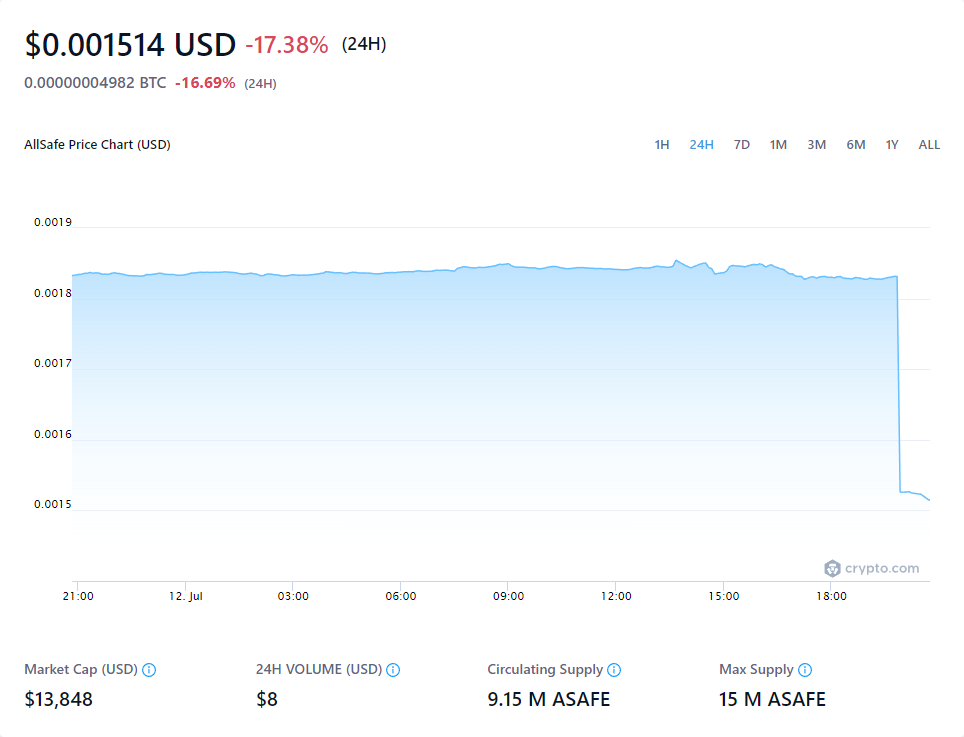 $0.001514 USD -17.38% (24H)
0.00000004982 BTC -16.69% (24H)
AllSafe Price Chart (USD) 1H 24H 7D 1M 3M 6M 1Y ALL
0.0019
0.0018
0.0017
0.0016
0.0015
crypto.com
21:00 12. Jul 03:00 06:00 09:00 12:00 15:00 18:00
Market Cap (USD) 24H VOLUME (USD) Circulating Supply Max Supply
$13,848 $8 9.15 M ASAFE 15 M ASAFE